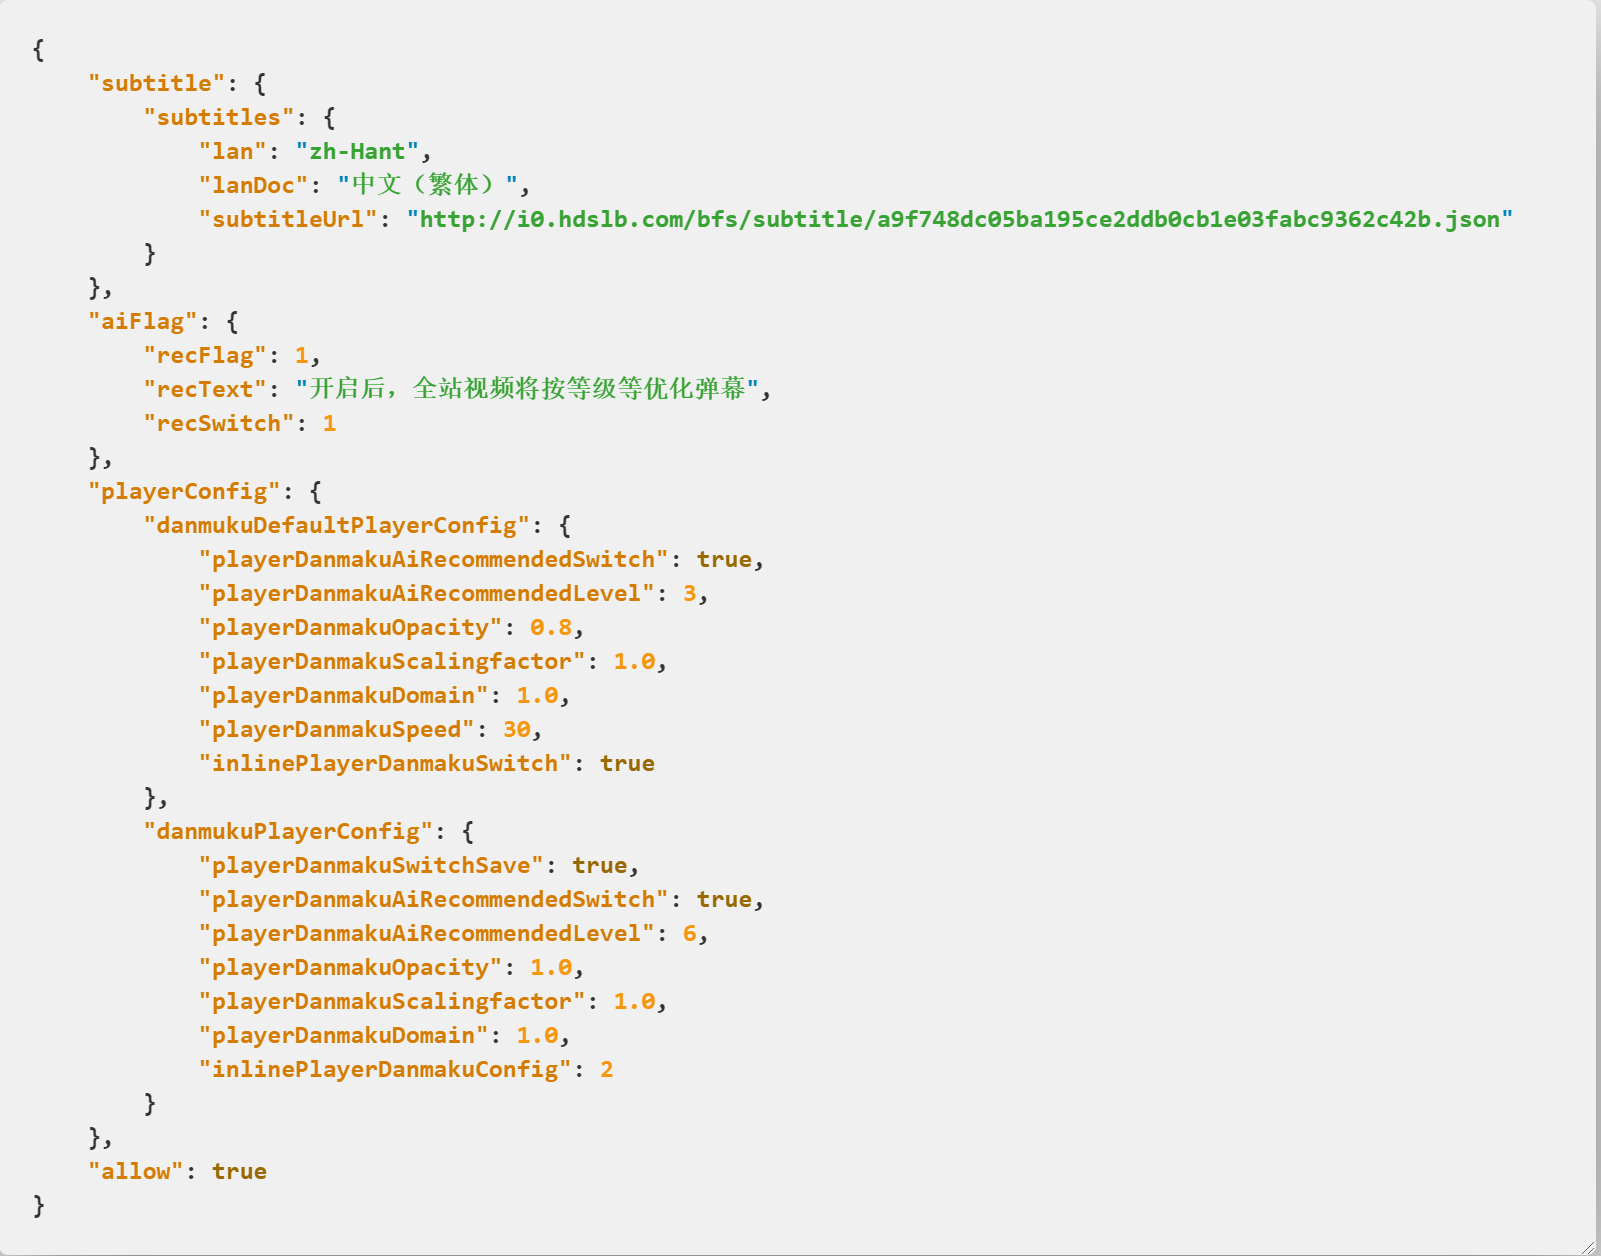 {
    "subtitle": {
        "subtitles": {
            "lan": "zh-Hant",
            "lanDoc": "中文（繁体）",
            "subtitleUrl": "http://i0.hdslb.com/bfs/subtitle/a9f748dc05ba195ce2ddb0cb1e03fabc9362c42b.json"
        }
    },
    "aiFlag": {
        "recFlag": 1,
        "recText": "开启后，全站视频将按等级等优化弹幕",
        "recSwitch": 1
    },
    "playerConfig": {
        "danmukuDefaultPlayerConfig": {
            "playerDanmakuAiRecommendedSwitch": true,
            "playerDanmakuAiRecommendedLevel": 3,
            "playerDanmakuOpacity": 0.8,
            "playerDanmakuScalingfactor": 1.0,
            "playerDanmakuDomain": 1.0,
            "playerDanmakuSpeed": 30,
            "inlinePlayerDanmakuSwitch": true
        },
        "danmukuPlayerConfig": {
            "playerDanmakuSwitchSave": true,
            "playerDanmakuAiRecommendedSwitch": true,
            "playerDanmakuAiRecommendedLevel": 6,
            "playerDanmakuOpacity": 1.0,
            "playerDanmakuScalingfactor": 1.0,
            "playerDanmakuDomain": 1.0,
            "inlinePlayerDanmakuConfig": 2
        }
    },
    "allow": true
}